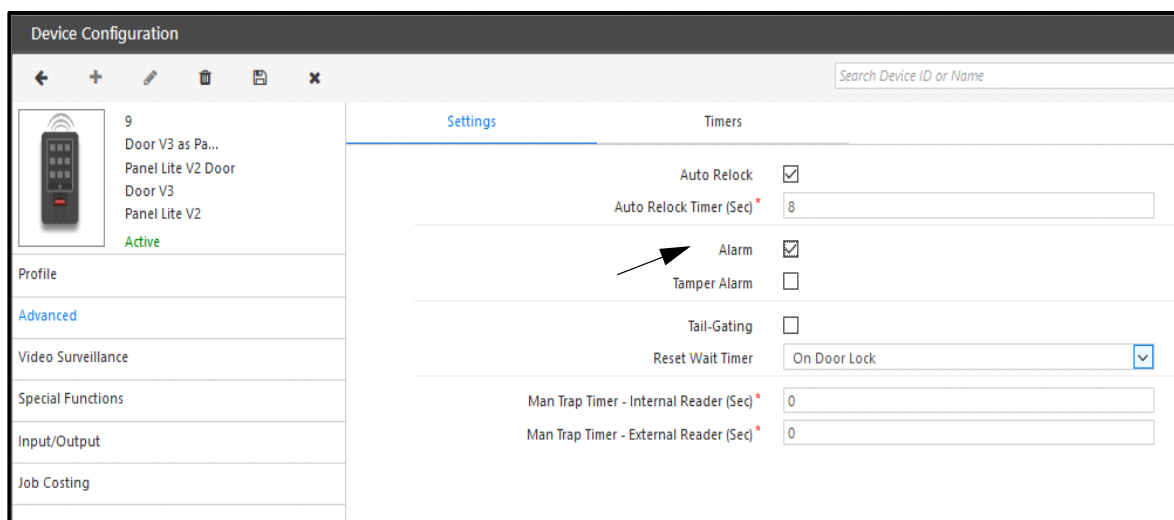 Device Configuration
Search Device ID or Name
9
Door V3 as Pa...
Panel Lite V2 Door
Door V3
Panel Lite V2
Active
Profile
Advanced
Video Surveillance
Special Functions
Input/Output
Job Costing
Settings Timers
Auto Relock
Auto Relock Timer (Sec)* 8
Alarm
Tamper Alarm
Tail-Gating
Reset Wait Timer On Door Lock
Man Trap Timer - Internal Reader (Sec)* 0
Man Trap Timer - External Reader (Sec)* 0